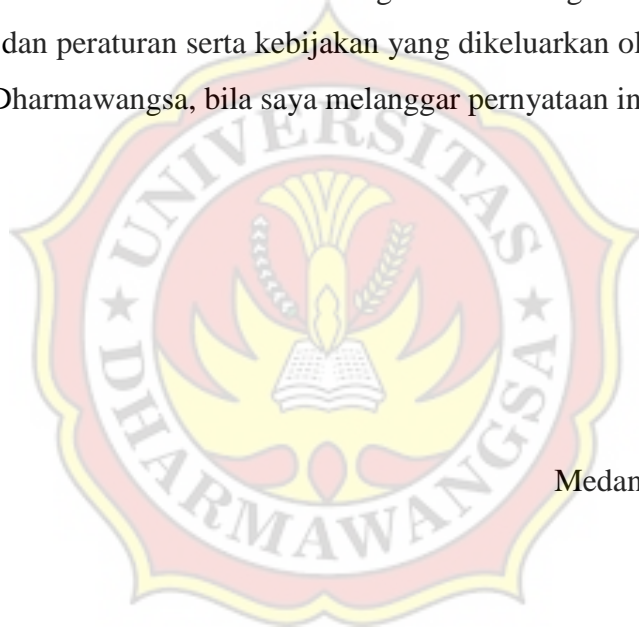 dan peraturan serta kebijakan yang dikeluarkan ol
Dharmawangsa, bila saya melanggar pernyataan in
UNIVERSITAS
DHARMAWANGSA
Medan